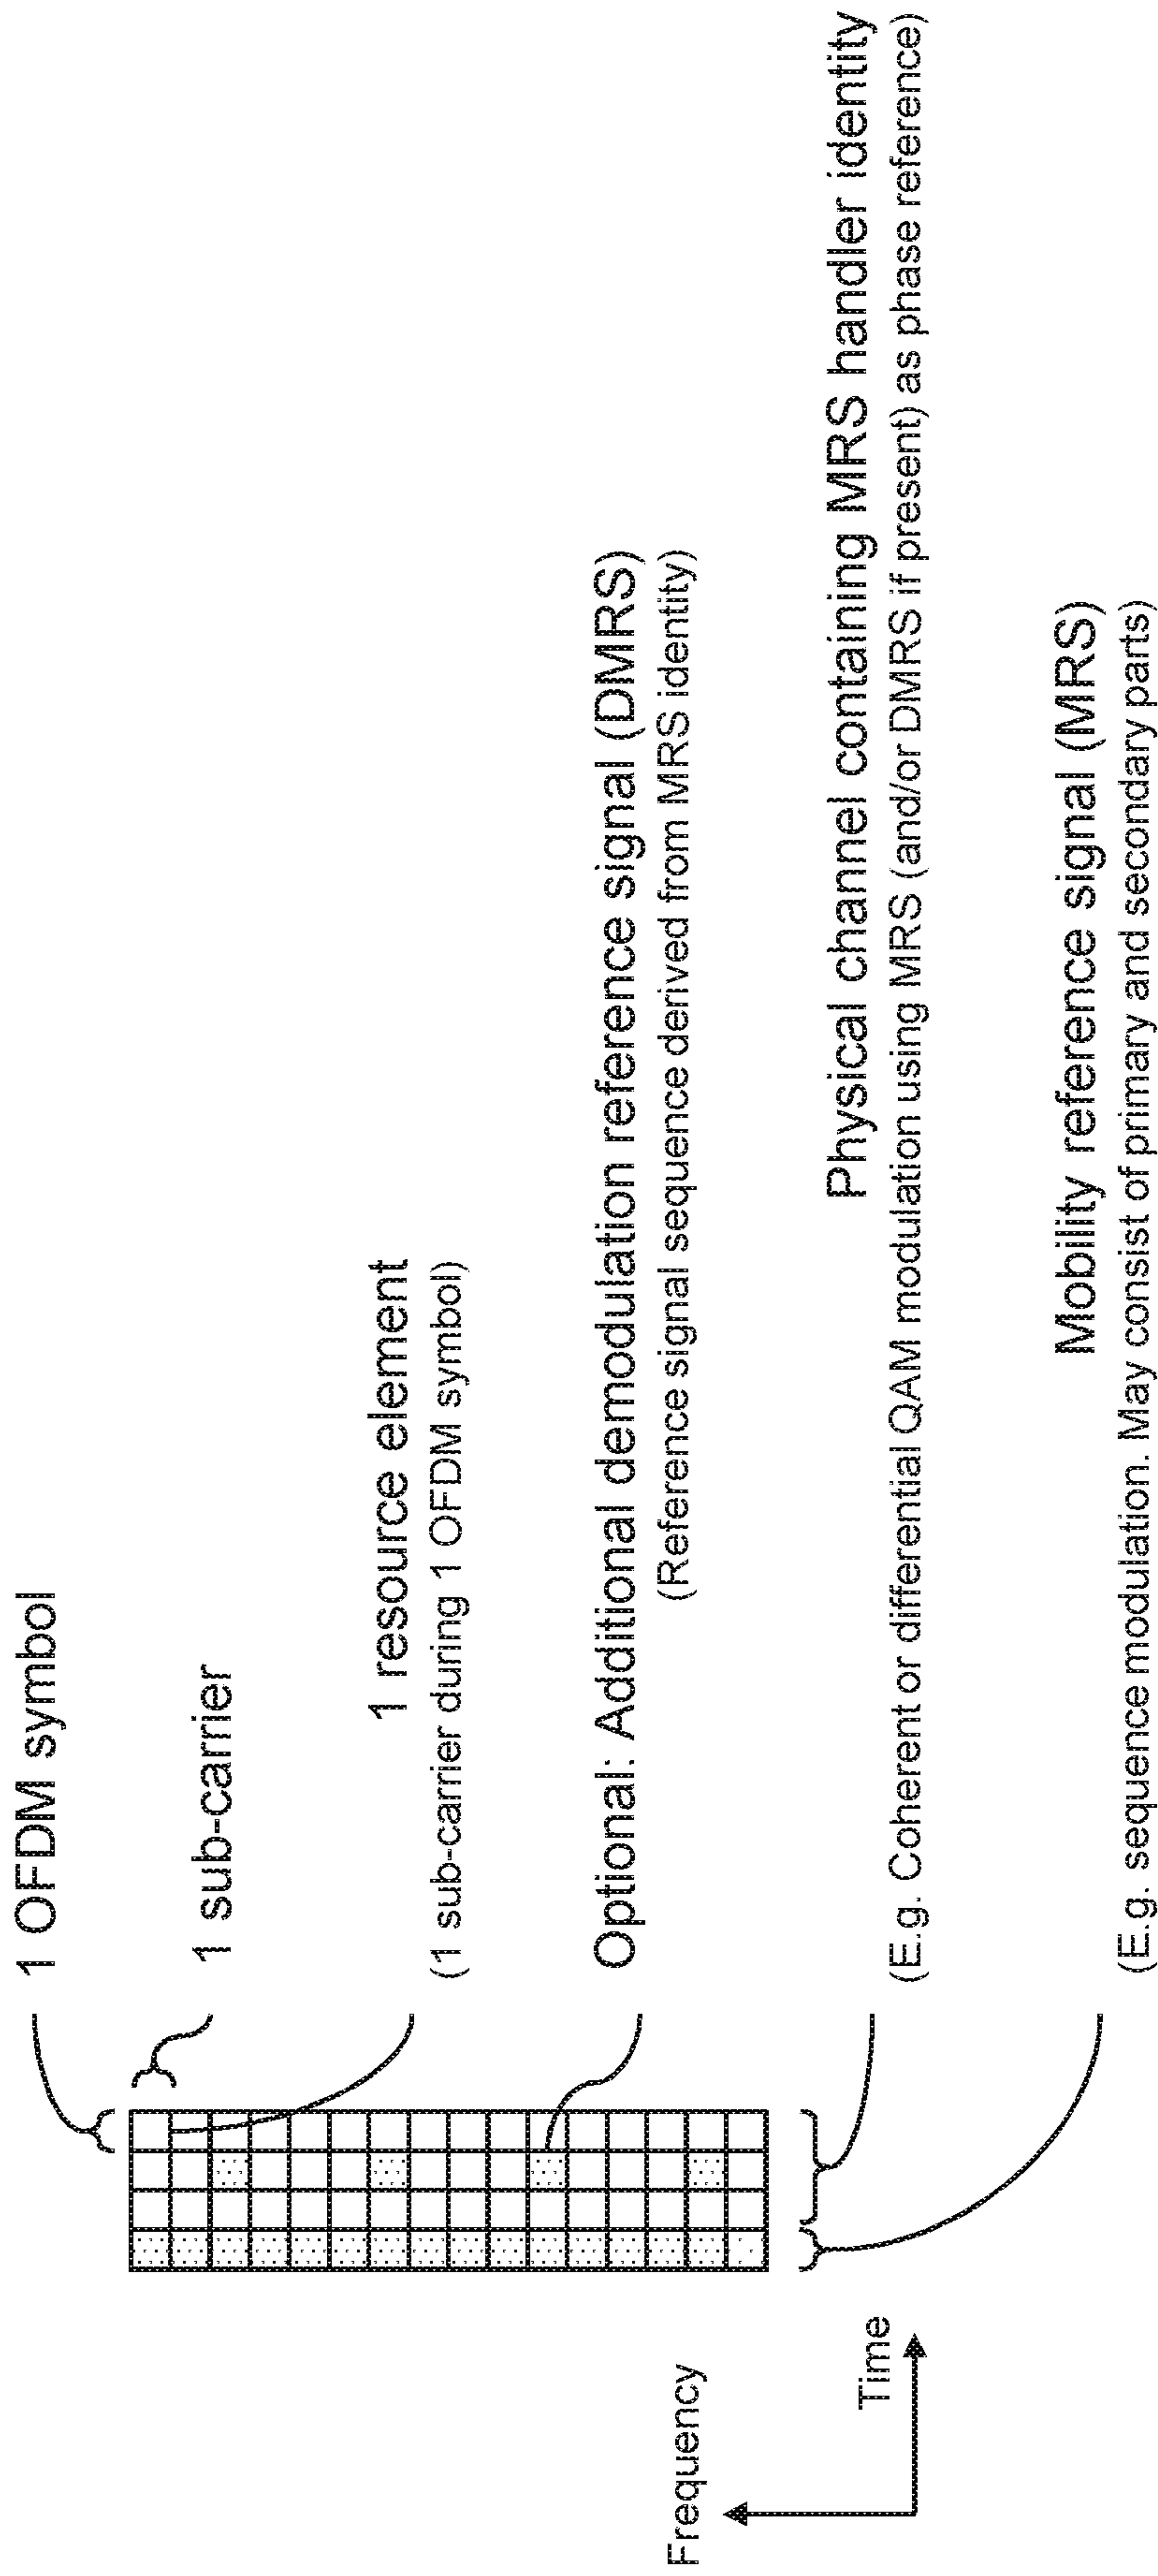 1 OFDM symbol
1 sub-carrier
1 resource element
(1 sub-carrier during 1 OFDM symbol)
Optional: Additional demodulation reference signal (DMRS)
(Reference signal sequence derived from MRS identity)
Physical channel containing MRS handler identity
(E.g. Coherent or differential QAM modulation using MRS (and/or DMRS if present) as phase reference)
Mobility reference signal (MRS)
(E.g. sequence modulation. May consist of primary and secondary parts)
Frequency
Time